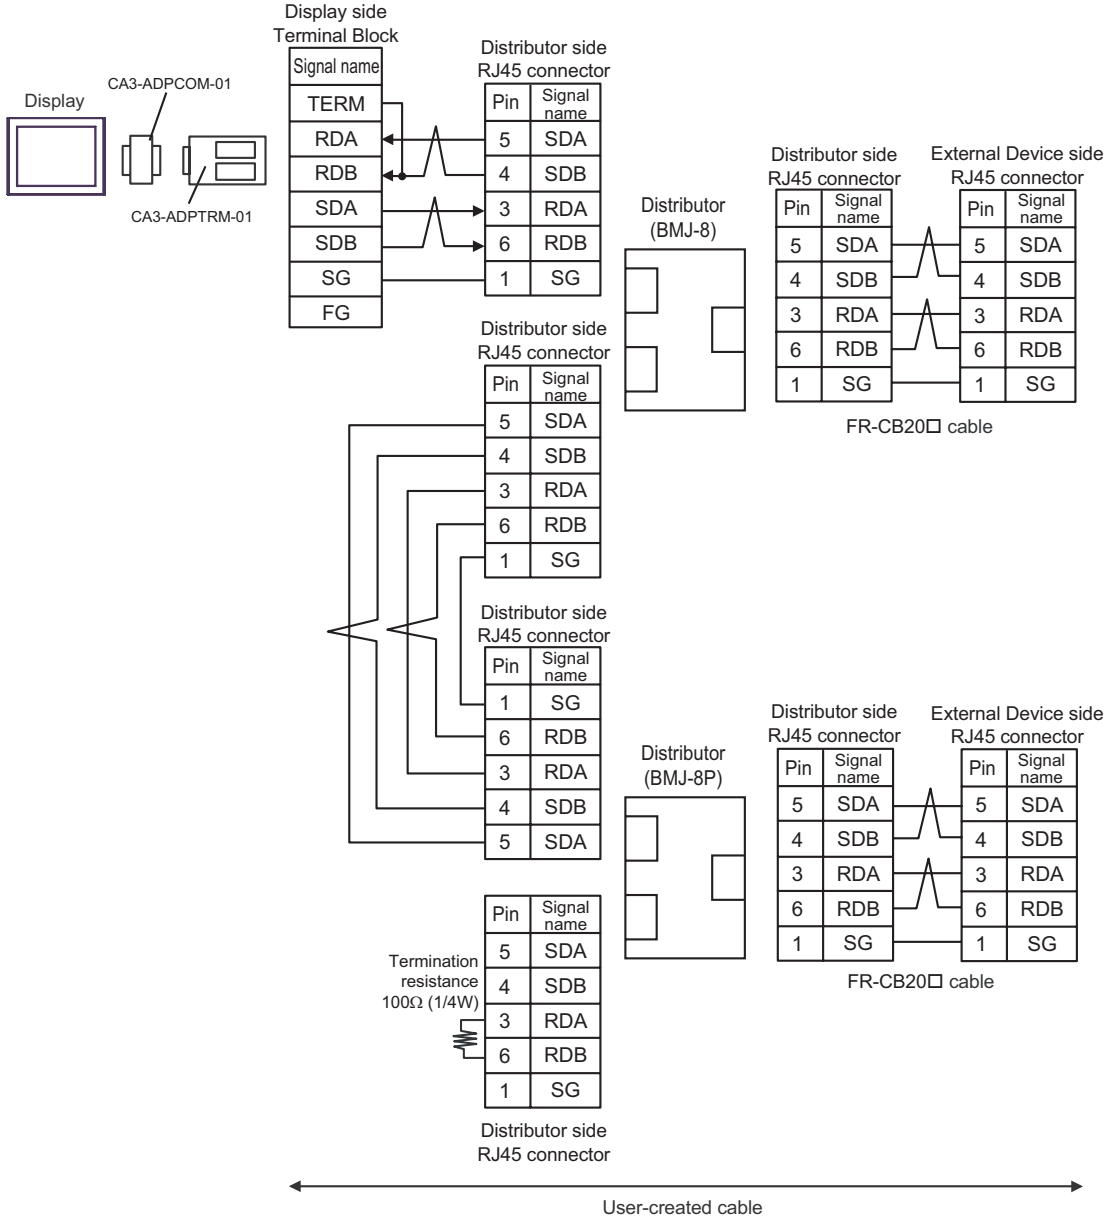 Display side
Terminal Block
Signal name
TERM
RDA
RDB
SDA
SDB
SG
FG
Display
CA3-ADPCOM-01
CA3-ADPTRM-01
Distributor side
RJ45 connector
Pin Signal name
5 SDA
4 SDB
3 RDA
6 RDB
1 SG
Distributor
(BMJ-8)
Distributor side
RJ45 connector
Pin Signal name
5 SDA
4 SDB
3 RDA
6 RDB
1 SG
External Device side
RJ45 connector
Pin Signal name
5 SDA
4 SDB
3 RDA
6 RDB
1 SG
FR-CB20□ cable
Distributor side
RJ45 connector
Pin Signal name
5 SDA
4 SDB
3 RDA
6 RDB
1 SG
Distributor side
RJ45 connector
Pin Signal name
1 SG
6 RDB
3 RDA
4 SDB
5 SDA
Distributor
(BMJ-8P)
Distributor side
RJ45 connector
Pin Signal name
5 SDA
4 SDB
3 RDA
6 RDB
1 SG
External Device side
RJ45 connector
Pin Signal name
5 SDA
4 SDB
3 RDA
6 RDB
1 SG
FR-CB20□ cable
Termination
resistance
100Ω (1/4W)
Pin Signal name
5 SDA
4 SDB
3 RDA
6 RDB
1 SG
Distributor side
RJ45 connector
User-created cable